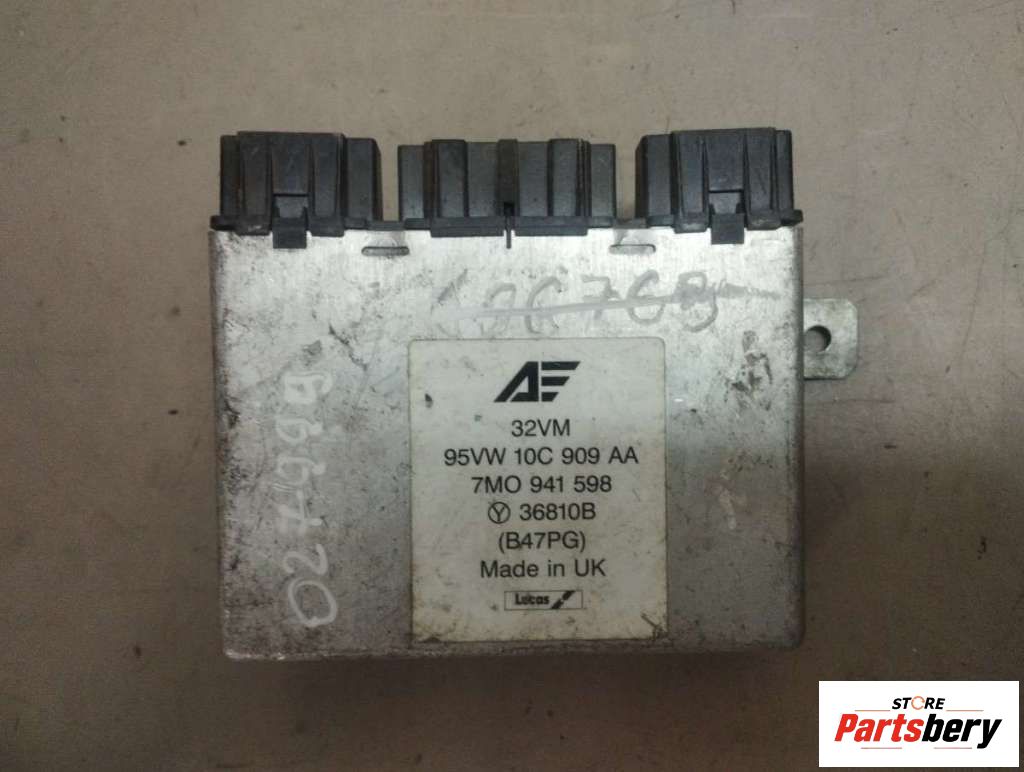 AE
32VM
95VW 10C 909 AA
7MO 941 598
Y 36810B
(B47PG)
Made in UK
Lucas
STORE
Partsbery